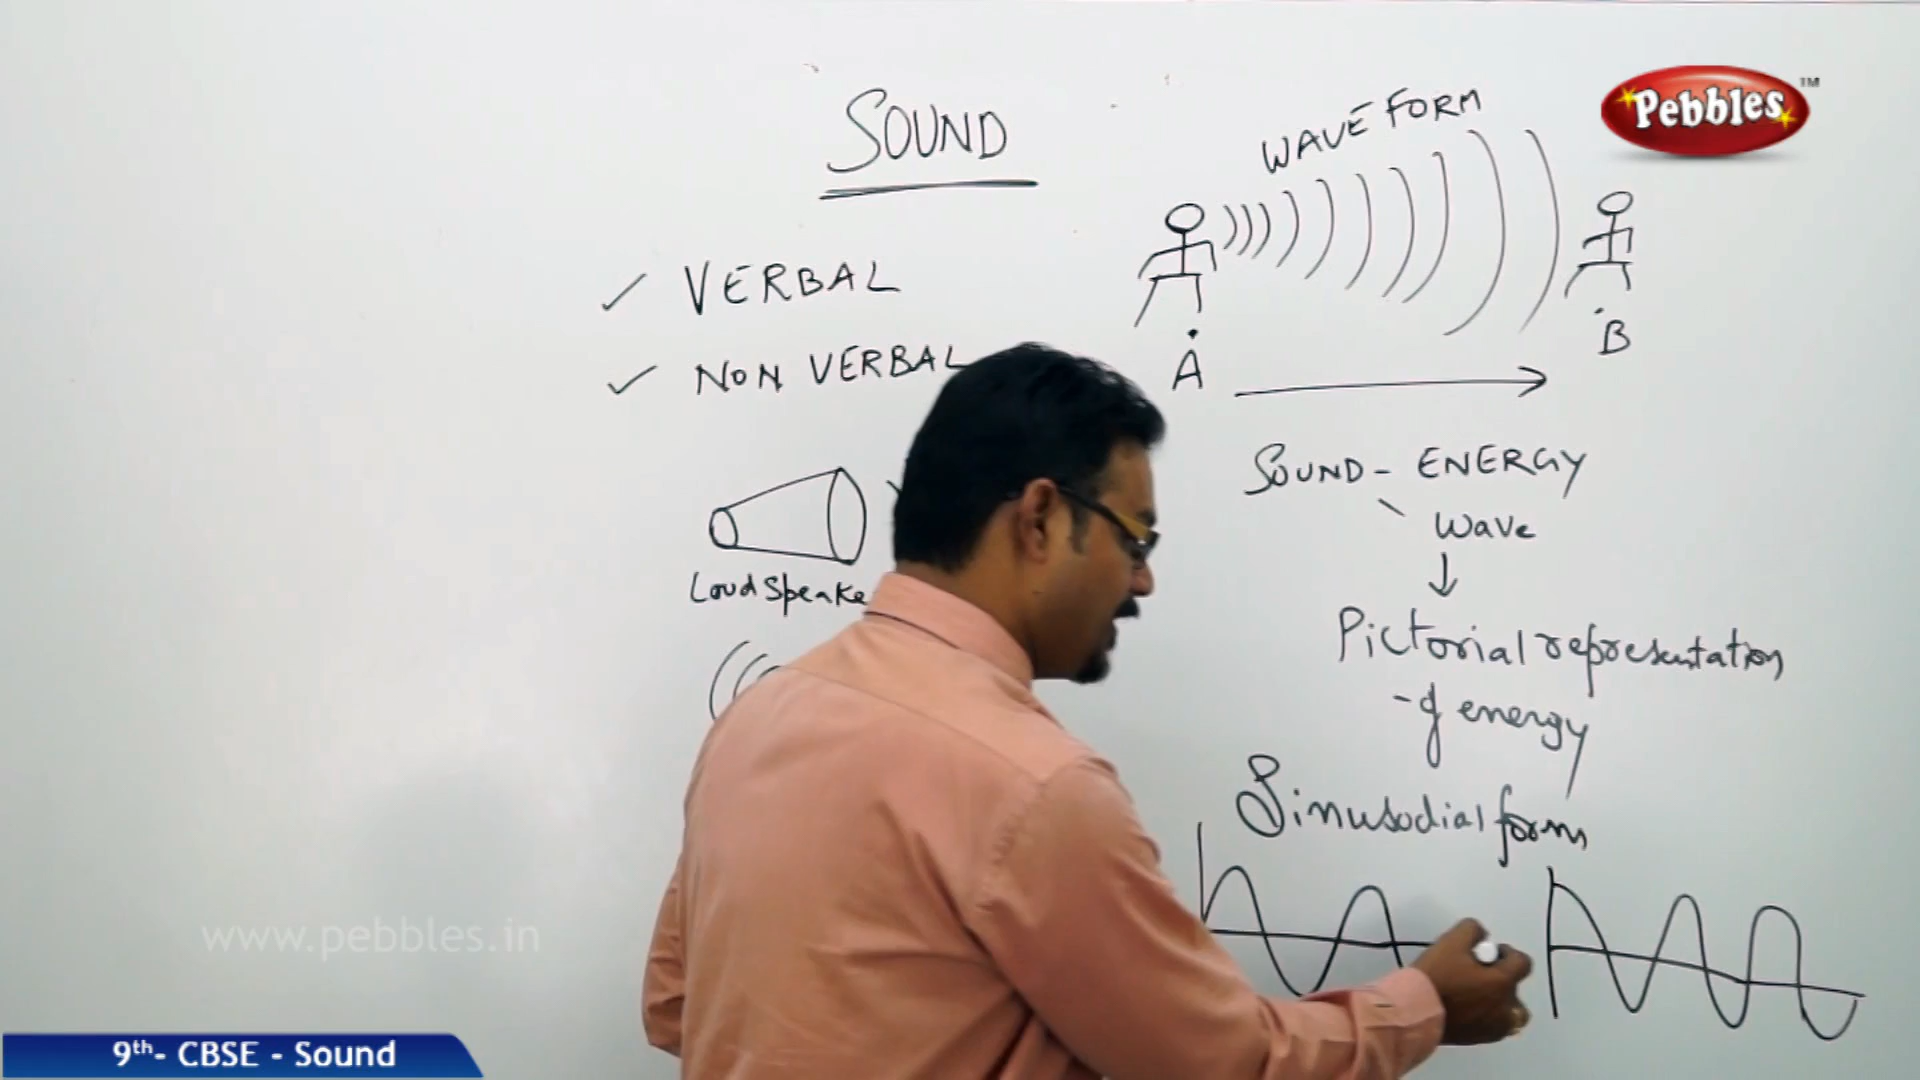 SOUND
✓ VERBAL
✓ NON VERBAL
Loud Speake
WAVE FORM
A
B
SOUND - ENERGY
Wave
Pictorial representation
of energy
Sinusodial form
Pebbles™
www.pebbles.in
9th- CBSE - Sound